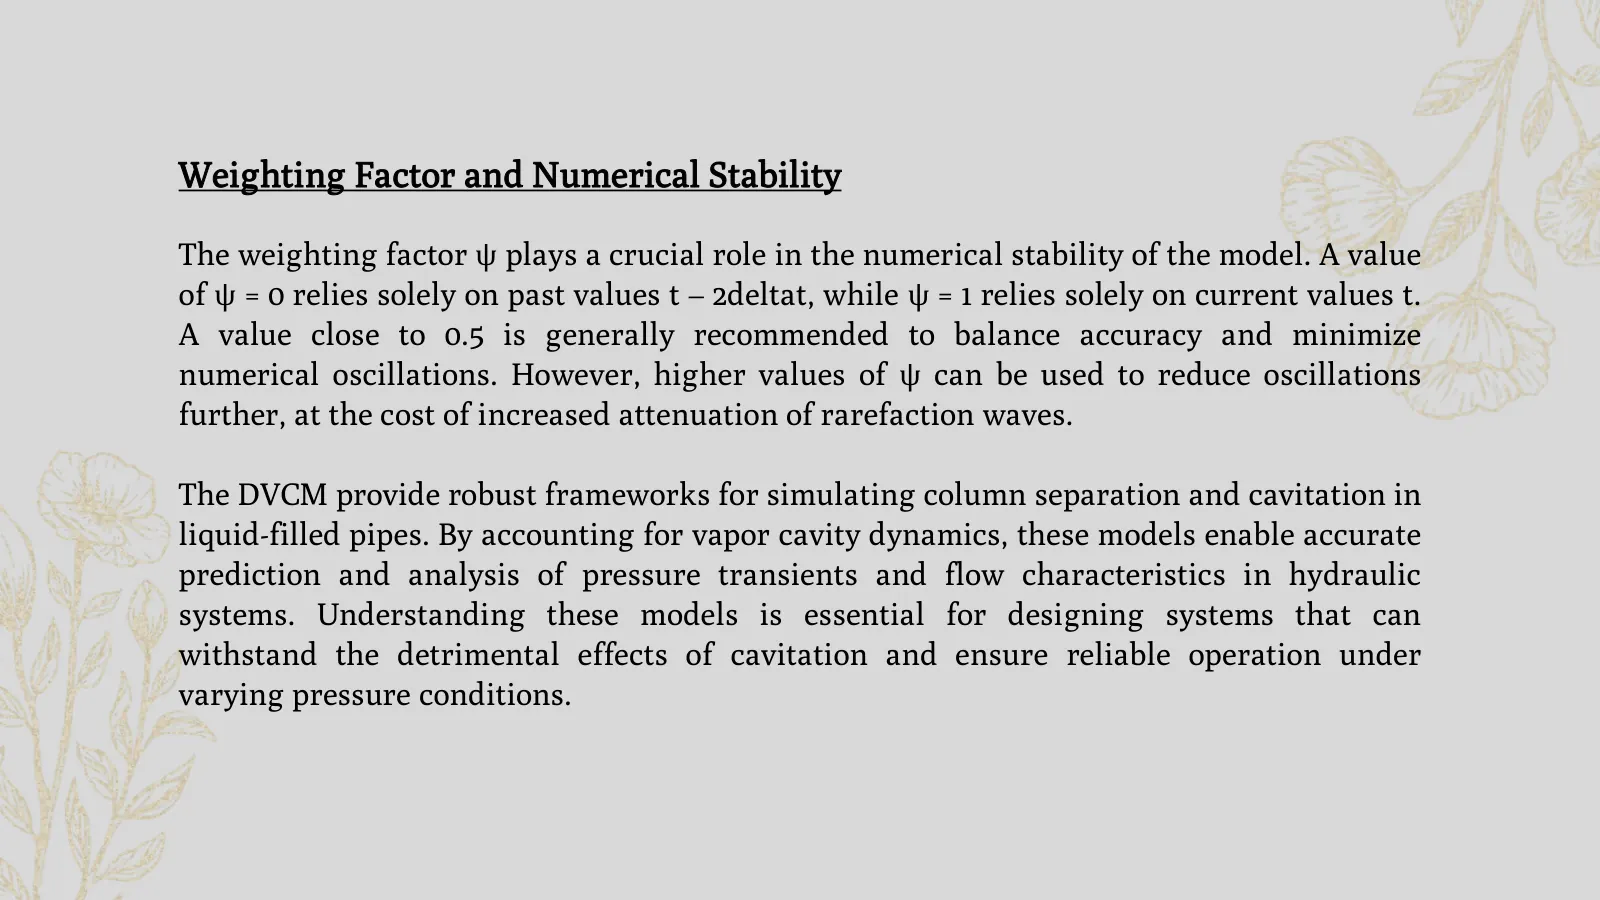 Weighting Factor and Numerical Stability
The weighting factor ψ plays a crucial role in the numerical stability of the model. A value
of ψ = 0 relies solely on past values t – 2deltat, while ψ = 1 relies solely on current values t.
A value close to 0.5 is generally recommended to balance accuracy and minimize
numerical oscillations. However, higher values of ψ can be used to reduce oscillations
further, at the cost of increased attenuation of rarefaction waves.
The DVCM provide robust frameworks for simulating column separation and cavitation in
liquid-filled pipes. By accounting for vapor cavity dynamics, these models enable accurate
prediction and analysis of pressure transients and flow characteristics in hydraulic
systems. Understanding these models is essential for designing systems that can
withstand the detrimental effects of cavitation and ensure reliable operation under
varying pressure conditions.